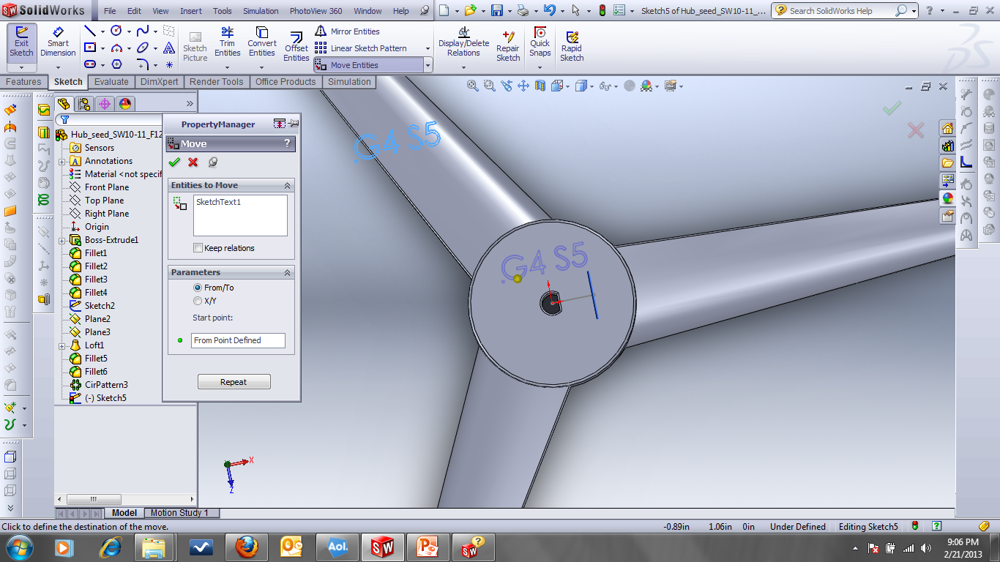 SolidWorks
File Edit View Insert Tools Simulation PhotoView 360 Window Help
Sketch5 of Hub_seed_SW10-11_...
Search SolidWorks Help
Exit Sketch
Smart Dimension
Sketch Picture
Trim Entities
Convert Entities
Offset Entities
Mirror Entities
Linear Sketch Pattern
Move Entities
Display/Delete Relations
Repair Sketch
Quick Snaps
Rapid Sketch
Features Sketch Evaluate DimXpert Render Tools Office Products Simulation
Hub_seed_SW10-11_F12
Sensors
Annotations
Material <not specif
Front Plane
Top Plane
Right Plane
Origin
Boss-Extrude1
Fillet1
Fillet2
Fillet3
Fillet4
Sketch2
Plane2
Plane3
Loft1
Fillet5
Fillet6
CirPattern3
(-) Sketch5
PropertyManager
Move ?
Entities to Move
SketchText1
Keep relations
Parameters
From/To
X/Y
Start point:
From Point Defined
Repeat
G4 S5
G4 S5
X
Z
Model Motion Study 1
Click to define the destination of the move. -0.89in 1.06in 0in Under Defined Editing Sketch5
Aol.
9:06 PM
2/21/2013